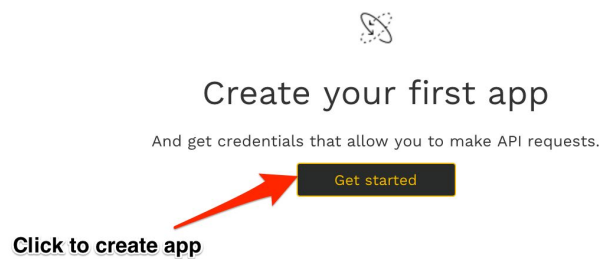 Create your first app
And get credentials that allow you to make API requests.
Get started
Click to create app